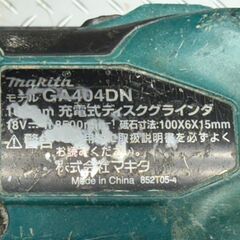 makita
モデル GA404DN
充電式ディスクグラインダ
18V 8500min⁻¹ 砥石寸法:100X6X15mm
取扱説明書を必ずよく
お読みください。
株式会社マキタ
Made in China 852T05-4